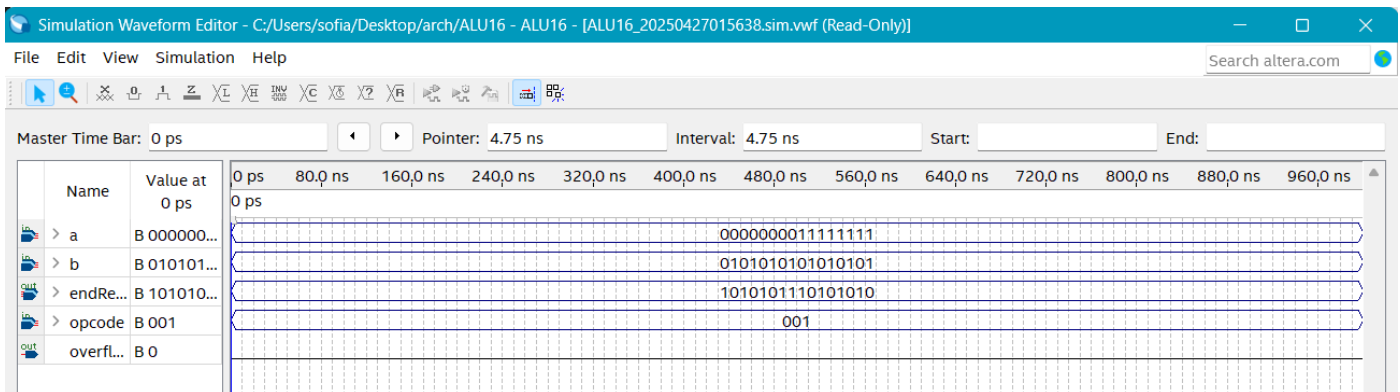 Simulation Waveform Editor - C:/Users/sofia/Desktop/arch/ALU16 - ALU16 - [ALU16_20250427015638.sim.vwf (Read-Only)]
File Edit View Simulation Help
Search altera.com
Master Time Bar: 0 ps Pointer: 4.75 ns Interval: 4.75 ns Start: End:
Name Value at 0 ps
0 ps 80.0 ns 160.0 ns 240.0 ns 320.0 ns 400.0 ns 480.0 ns 560.0 ns 640.0 ns 720.0 ns 800.0 ns 880.0 ns 960.0 ns
0 ps
a B 000000... 0000000011111111
b B 010101... 0101010101010101
endRe... B 101010... 1010101110101010
opcode B 001 001
overfl... B 0